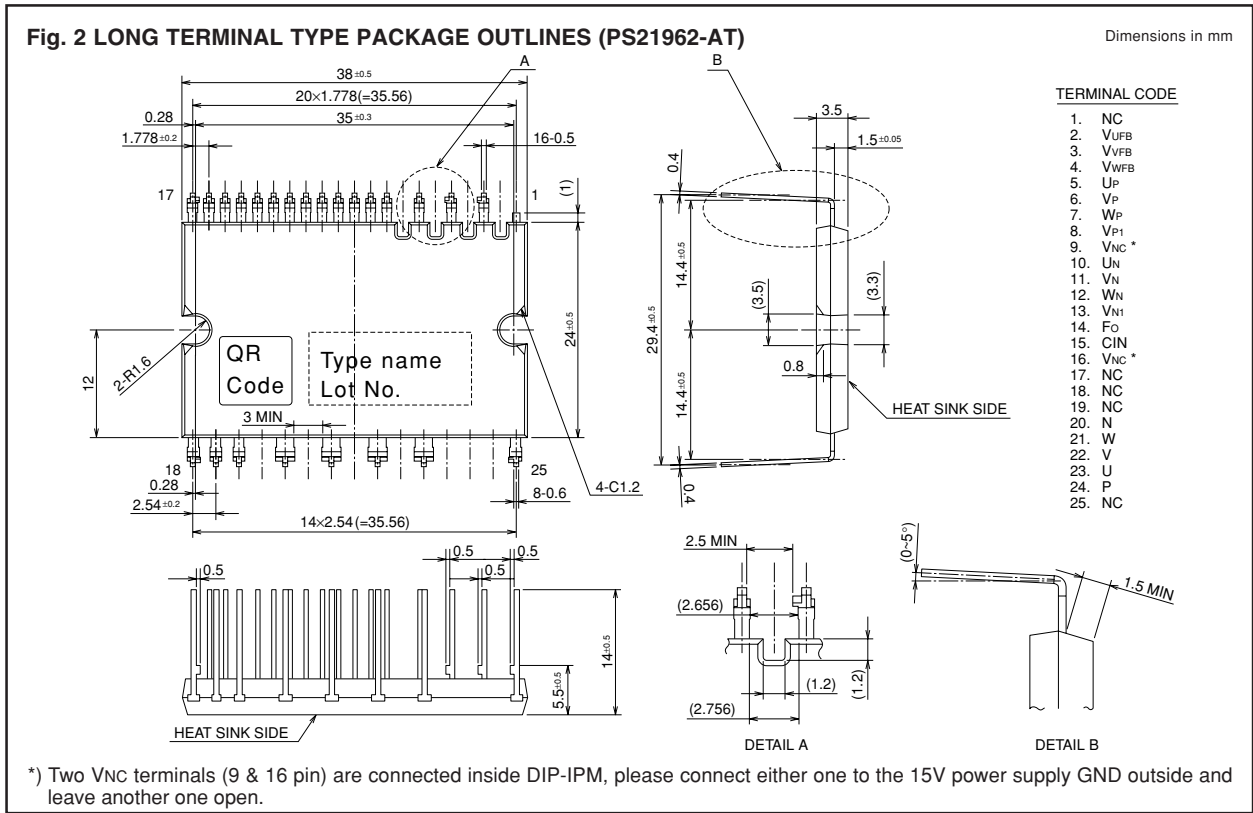 Fig. 2 LONG TERMINAL TYPE PACKAGE OUTLINES (PS21962-AT)
Dimensions in mm
A
38±0.5
20×1.778(=35.56)
35±0.3
0.28
1.778±0.2
16-0.5
17
1
(1)
24±0.5
12
2-R1.6
QR
Code
Type name
Lot No.
3 MIN
18
25
0.28
2.54±0.2
14×2.54(=35.56)
8-0.6
4-C1.2
B
3.5
1.5±0.05
0.4
14.4±0.5
29.4±0.5
14.4±0.5
(3.5)
(3.3)
0.8
HEAT SINK SIDE
0.4
TERMINAL CODE
1. NC
2. VUFB
3. VVFB
4. VWFB
5. UP
6. VP
7. WP
8. VP1
9. VNC *
10. UN
11. VN
12. WN
13. VN1
14. FO
15. CIN
16. VNC *
17. NC
18. NC
19. NC
20. N
21. W
22. V
23. U
24. P
25. NC
0.5
0.5
0.5
0.5
14±0.5
5.5±0.5
HEAT SINK SIDE
2.5 MIN
(2.656)
(1.2)
(1.2)
(2.756)
DETAIL A
(0~5°)
1.5 MIN
DETAIL B
*) Two VNC terminals (9 & 16 pin) are connected inside DIP-IPM, please connect either one to the 15V power supply GND outside and
leave another one open.